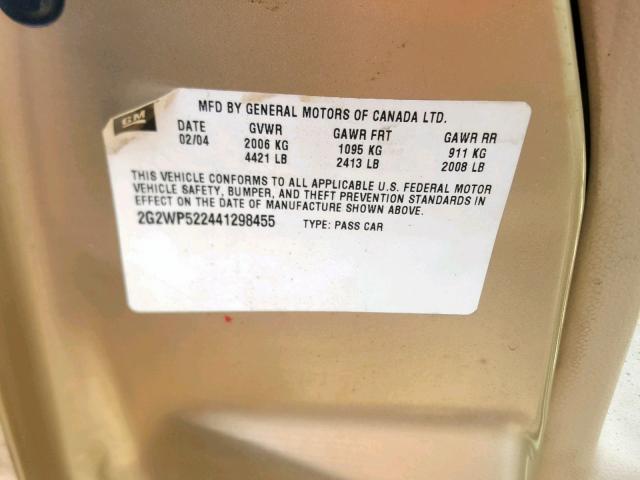 GM
MFD BY GENERAL MOTORS OF CANADA LTD.
DATE GVWR GAWR FRT GAWR RR
02/04 2006 KG 1095 KG 911 KG
4421 LB 2413 LB 2008 LB
THIS VEHICLE CONFORMS TO ALL APPLICABLE U.S. FEDERAL MOTOR
VEHICLE SAFETY, BUMPER, AND THEFT PREVENTION STANDARDS IN
EFFECT ON THE DATE OF MANUFACTURE SHOWN ABOVE.
2G2WP522441298455 TYPE: PASS CAR